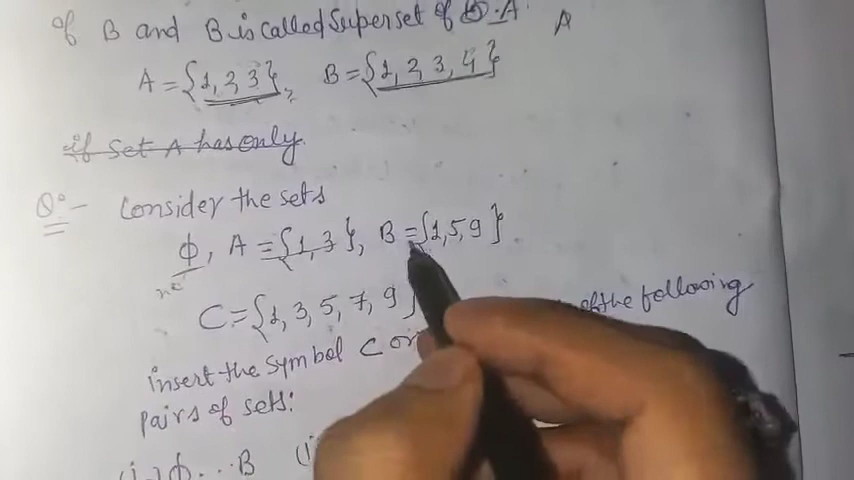 of B and B is called Superset of A. A
A = {1, 2, 3}, B = {1, 2, 3, 4}
if set A has only
Q:- Consider the sets
ϕ, A = {1, 3}, B = {1, 5, 9}
C = {1, 3, 5, 7, 9}
insert the symbol ⊂ or of the following
pairs of sets:
(i) ϕ...B (i